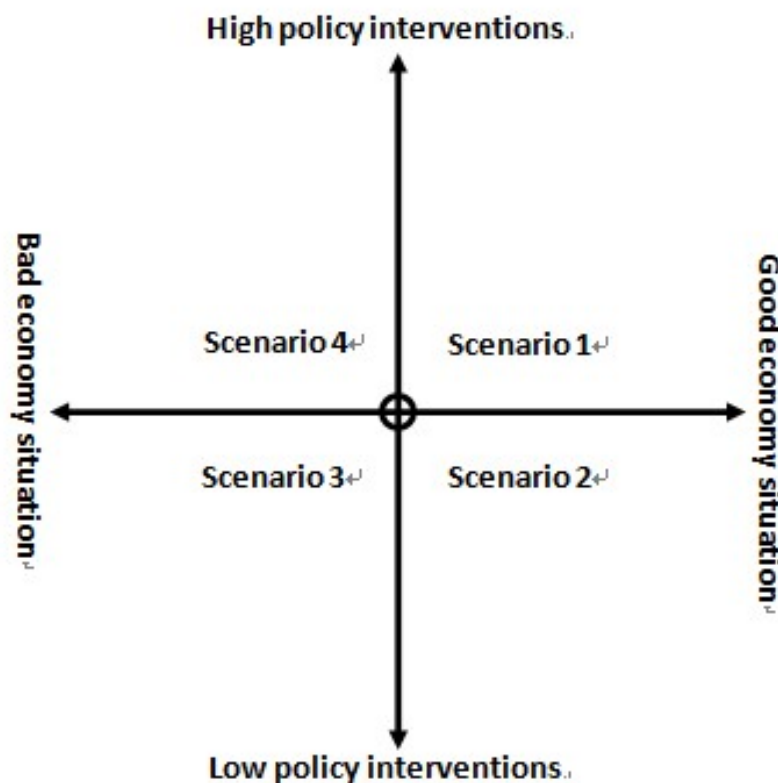 High policy interventions
Bad economy situation
Good economy situation
Scenario 4
Scenario 1
Scenario 3
Scenario 2
Low policy interventions